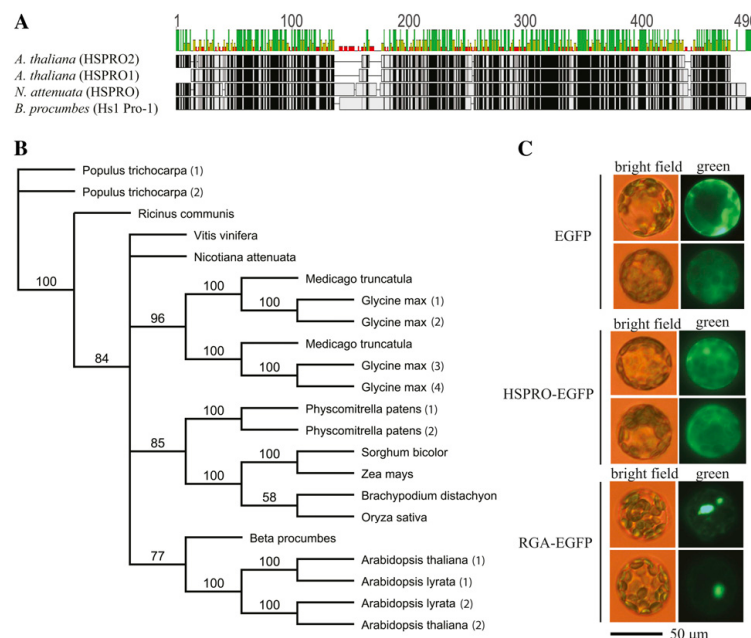 A
1 100 200 300 400 490
A. thaliana (HSPRO2)
A. thaliana (HSPRO1)
N. attenuata (HSPRO)
B. procumbes (Hs1 Pro-1)
B
Populus trichocarpa (1)
Populus trichocarpa (2)
Ricinus communis
Vitis vinifera
Nicotiana attenuata
Medicago truncatula
Glycine max (1)
Glycine max (2)
Medicago truncatula
Glycine max (3)
Glycine max (4)
Physcomitrella patens (1)
Physcomitrella patens (2)
Sorghum bicolor
Zea mays
Brachypodium distachyon
Oryza sativa
Beta procumbes
Arabidopsis thaliana (1)
Arabidopsis lyrata (1)
Arabidopsis lyrata (2)
Arabidopsis thaliana (2)
100
84
96
100
100
100
100
85
100
100
100
58
77
100
100
100
C
bright field green
EGFP
bright field green
HSPRO-EGFP
bright field green
RGA-EGFP
50 µm